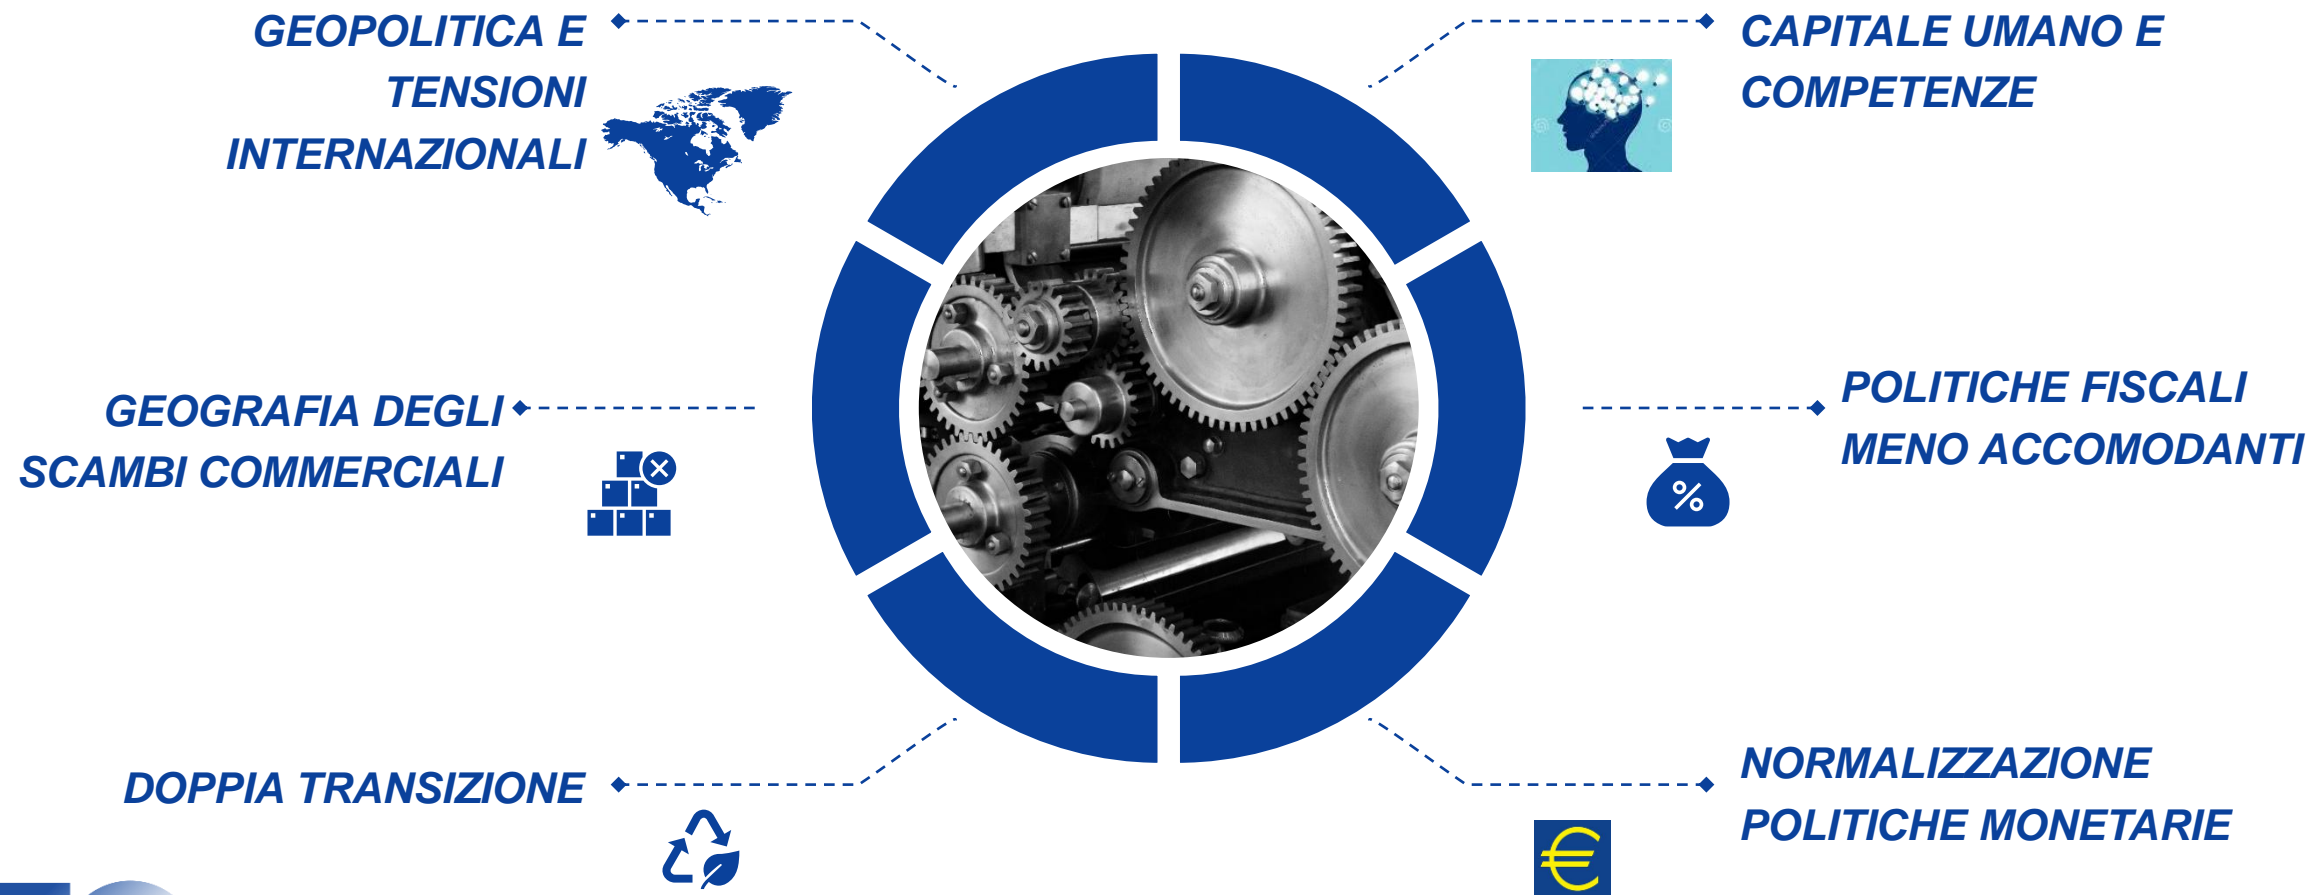 GEOPOLITICA E
TENSIONI
INTERNAZIONALI
CAPITALE UMANO E
COMPETENZE
GEOGRAFIA DEGLI
SCAMBI COMMERCIALI
POLITICHE FISCALI
MENO ACCOMODANTI
%
DOPPIA TRANSIZIONE
NORMALIZZAZIONE
POLITICHE MONETARIE
€